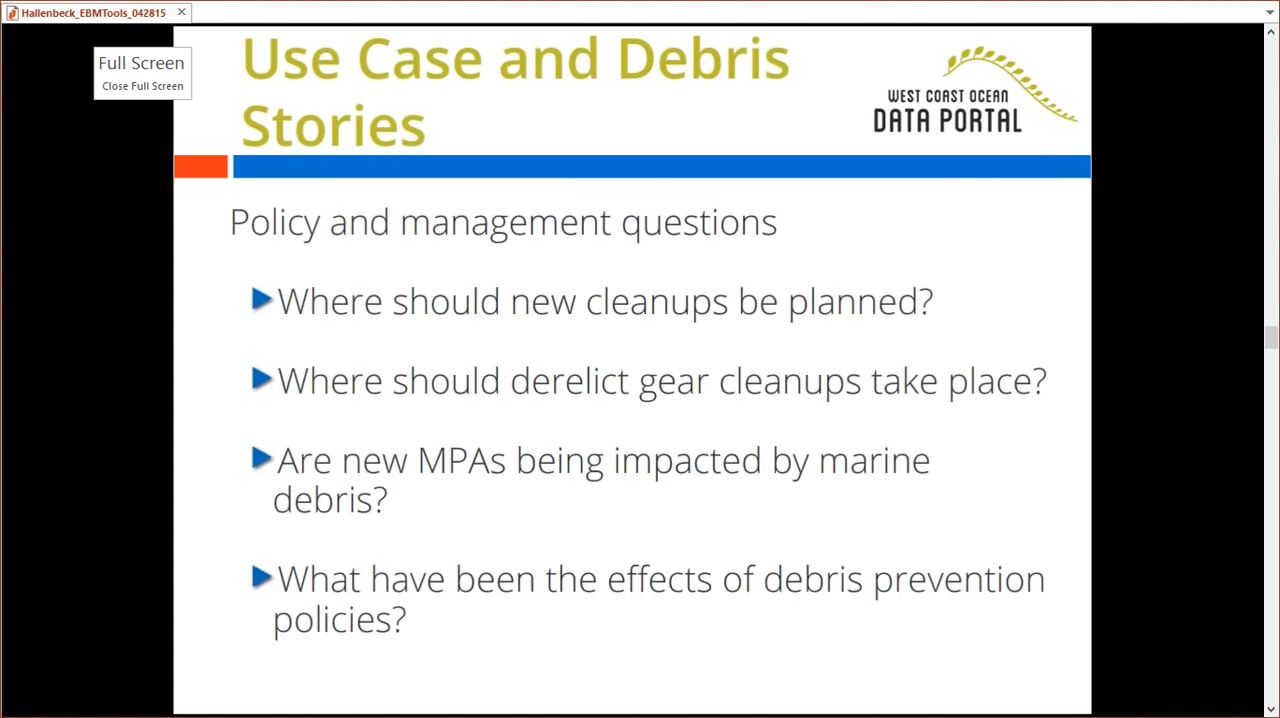 Hallenbeck_EBMTools_042815
Full Screen
Close Full Screen
Use Case and Debris
Stories
WEST COAST OCEAN
DATA PORTAL
Policy and management questions
Where should new cleanups be planned?
Where should derelict gear cleanups take place?
Are new MPAs being impacted by marine
debris?
What have been the effects of debris prevention
policies?